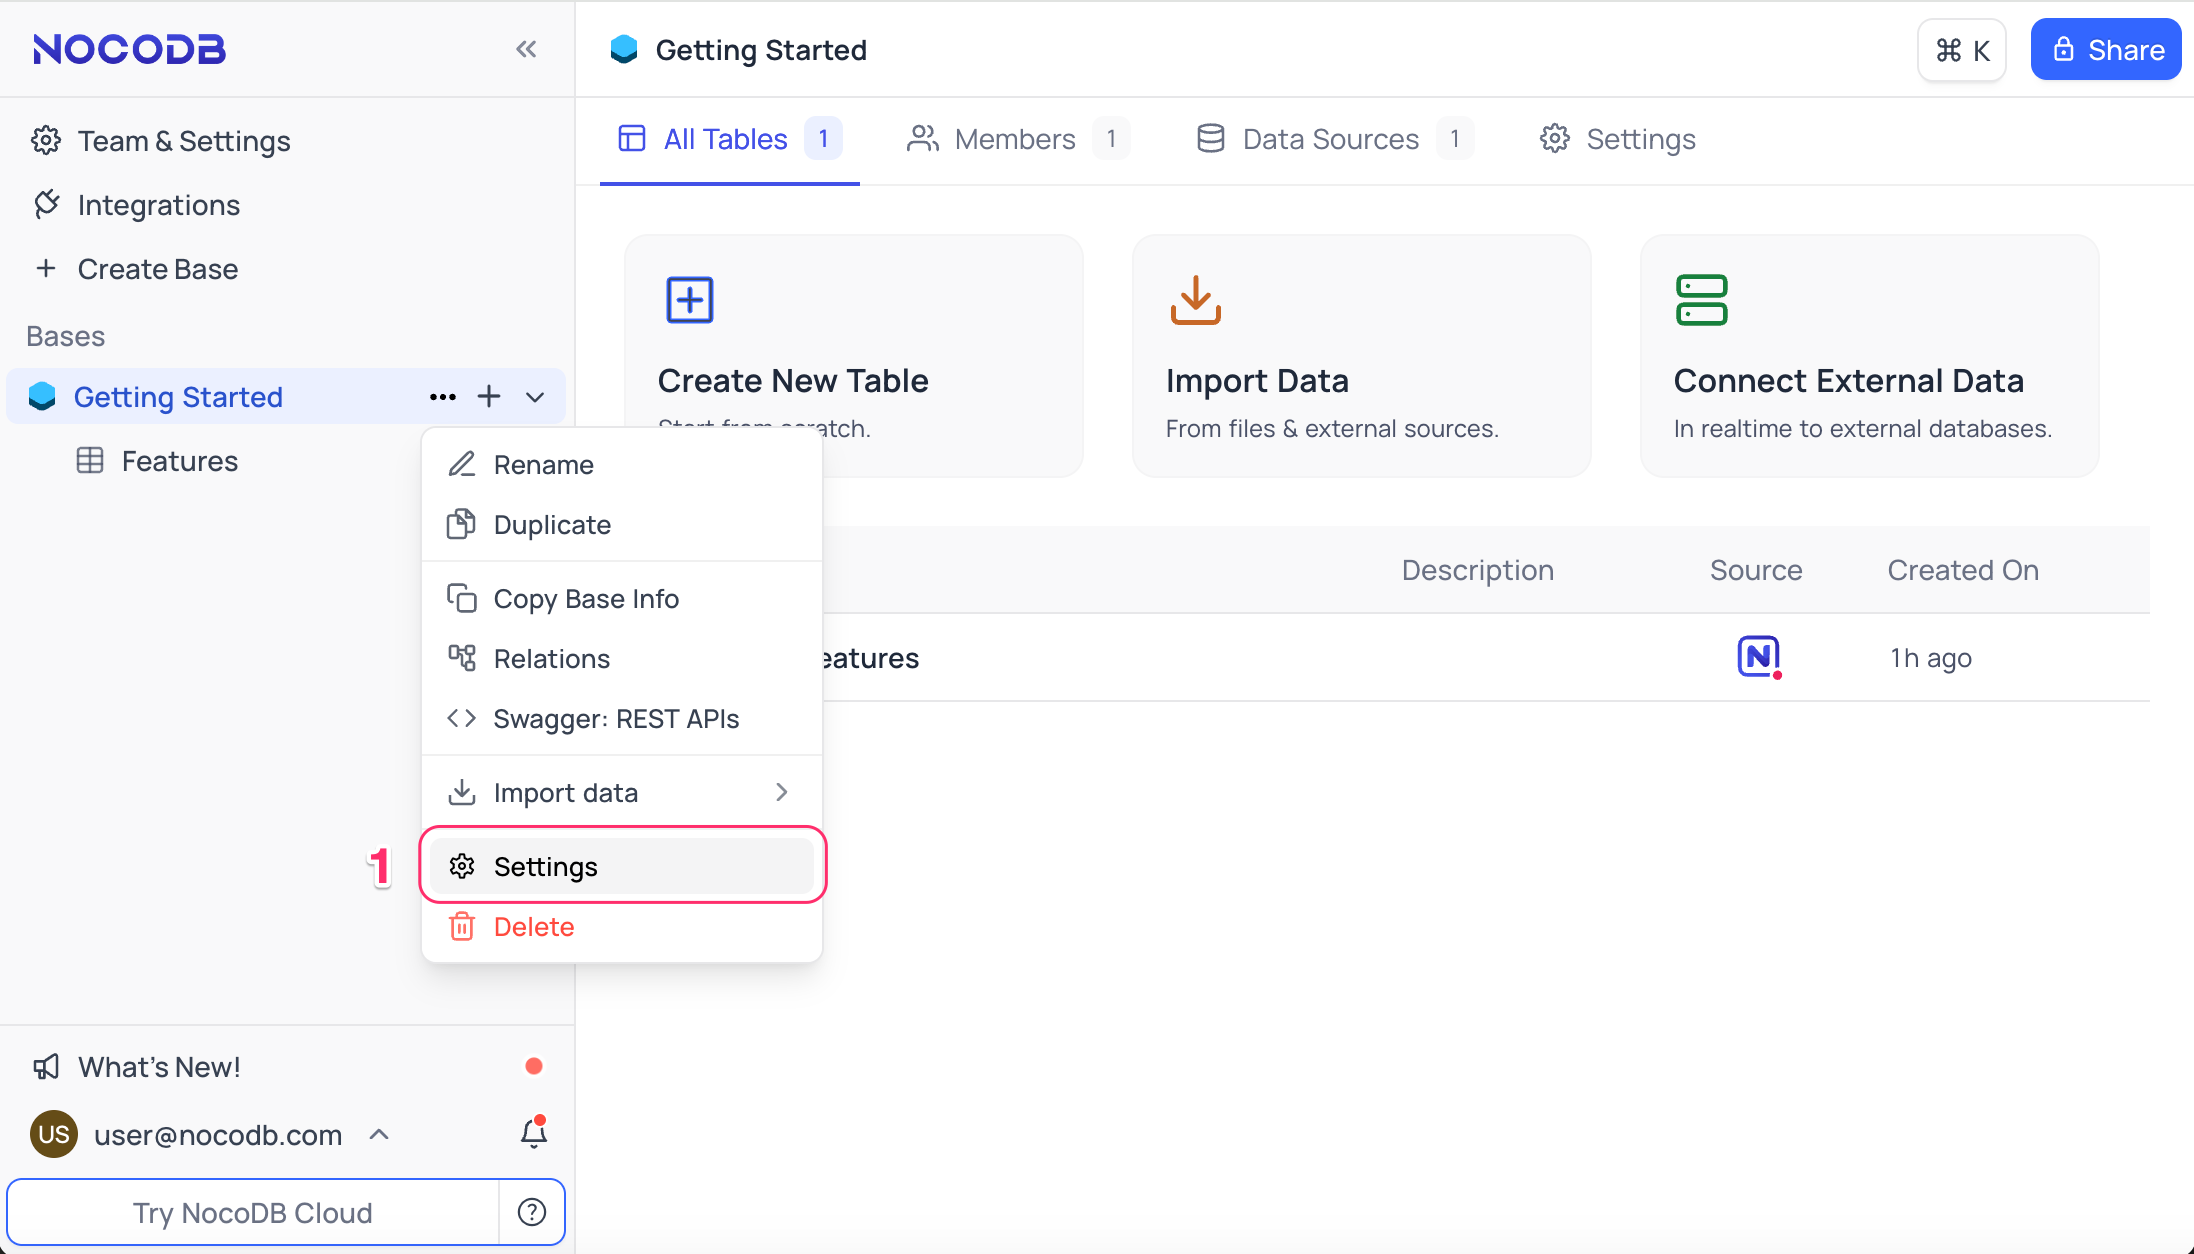 NOCODB
Team & Settings
Integrations
Create Base
Bases
Getting Started
Features
What's New!
US user@nocodb.com
Try NocoDB Cloud
Getting Started
⌘ K
Share
All Tables 1
Members 1
Data Sources 1
Settings
Create New Table
Start from scratch.
Import Data
From files & external sources.
Connect External Data
In realtime to external databases.
Description Source Created On
eatures
N
1h ago
Rename
Duplicate
Copy Base Info
Relations
Swagger: REST APIs
Import data
1 Settings
Delete